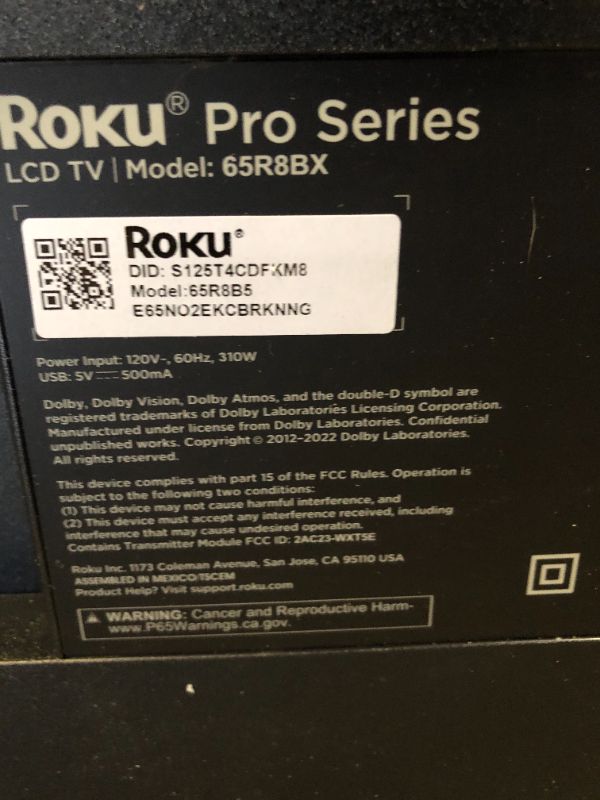 Roku® Pro Series
LCD TV | Model: 65R8BX
Roku®
DID: S125T4CDFKM8
Model:65R8B5
E65NO2EKCBRKNNG
Power Input: 120V~, 60Hz, 310W
USB: 5V⎓500mA
Dolby, Dolby Vision, Dolby Atmos, and the double-D symbol are
registered trademarks of Dolby Laboratories Licensing Corporation.
Manufactured under license from Dolby Laboratories. Confidential
unpublished works. Copyright © 2012-2022 Dolby Laboratories.
All rights reserved.
This device complies with part 15 of the FCC Rules. Operation is
subject to the following two conditions:
(1) This device may not cause harmful interference, and
(2) This device must accept any interference received, including
interference that may cause undesired operation.
Contains Transmitter Module FCC ID: 2AC23-WXT5E
Roku Inc. 1173 Coleman Avenue, San Jose, CA 95110 USA
ASSEMBLED IN MEXICO/TSCEM
Product Help? Visit support.roku.com
⚠ WARNING: Cancer and Reproductive Harm-
www.P65Warnings.ca.gov.